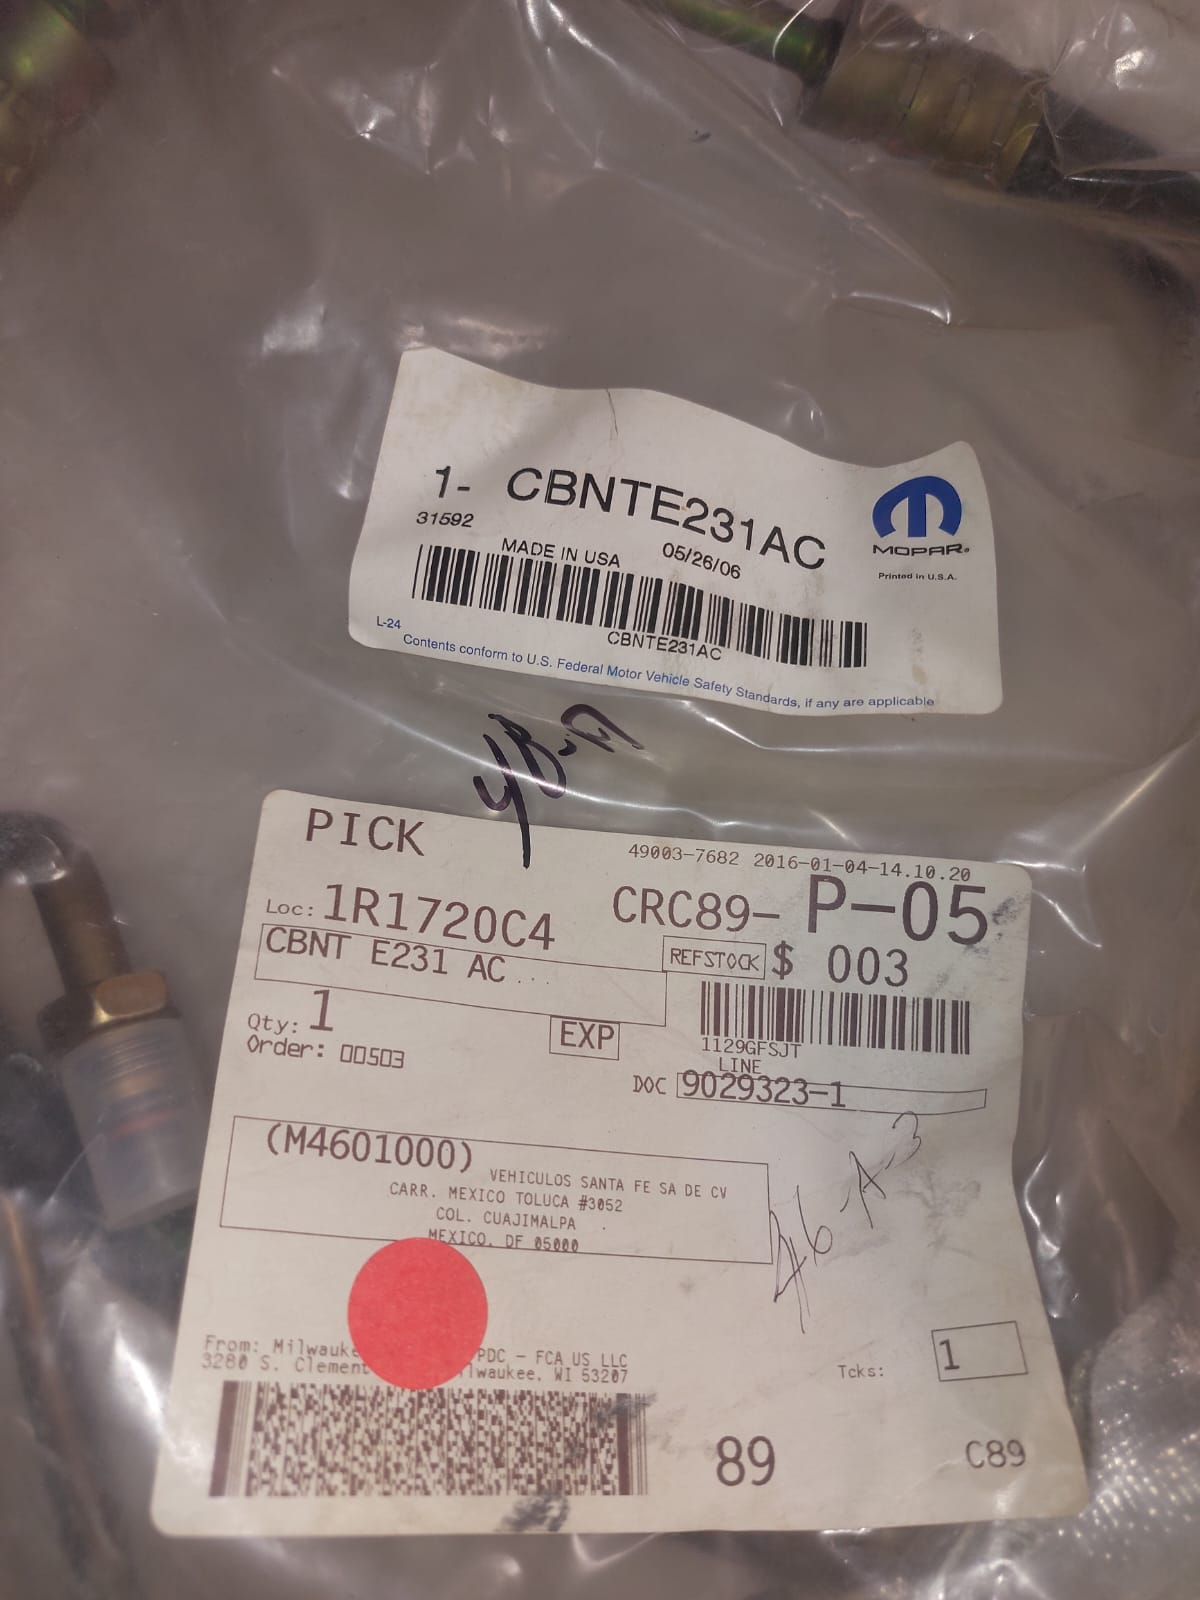 1- CBNTE231AC
31592
MADE IN USA 05/26/06
MOPAR®
Printed in U.S.A.
CBNTE231AC
L-24
Contents conform to U.S. Federal Motor Vehicle Safety Standards, if any are applicable
PICK
49003-7682 2016-01-04-14.10.20
Loc: 1R1720C4
CRC89- P-05
CBNT E231 AC ...
REFSTOCK $ 003
Qty: 1
EXP
1129GFSJT
Order: 00503
LINE
DOC 9029323-1
(M4601000)
VEHICULOS SANTA FE SA DE CV
CARR. MEXICO TOLUCA #3052
COL. CUAJIMALPA .
MEXICO, DF 05000
46-A-3
From: Milwauke PDC - FCA US LLC
3280 S. Clement lwaukee, WI 53207
Tcks: 1
89
C89